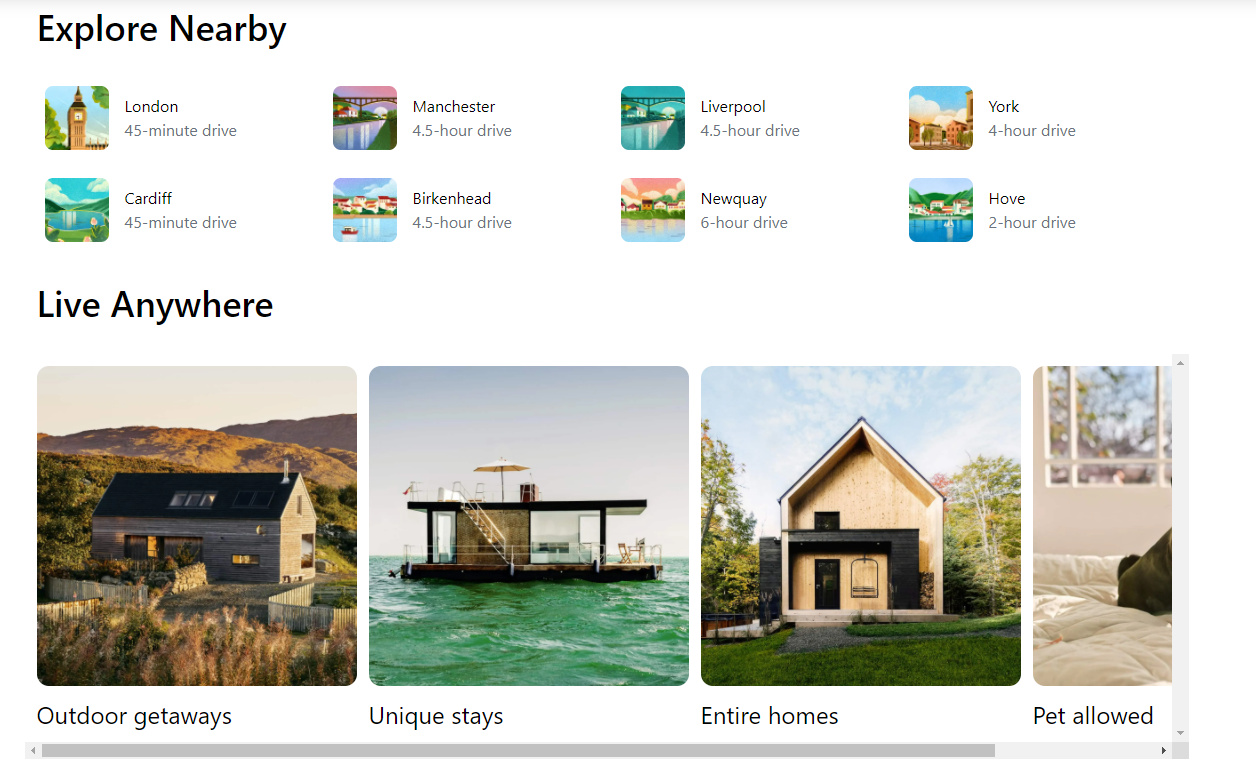 Explore Nearby
London
45-minute drive
Manchester
4.5-hour drive
Liverpool
4.5-hour drive
York
4-hour drive
Cardiff
45-minute drive
Birkenhead
4.5-hour drive
Newquay
6-hour drive
Hove
2-hour drive
Live Anywhere
Outdoor getaways
Unique stays
Entire homes
Pet allowed